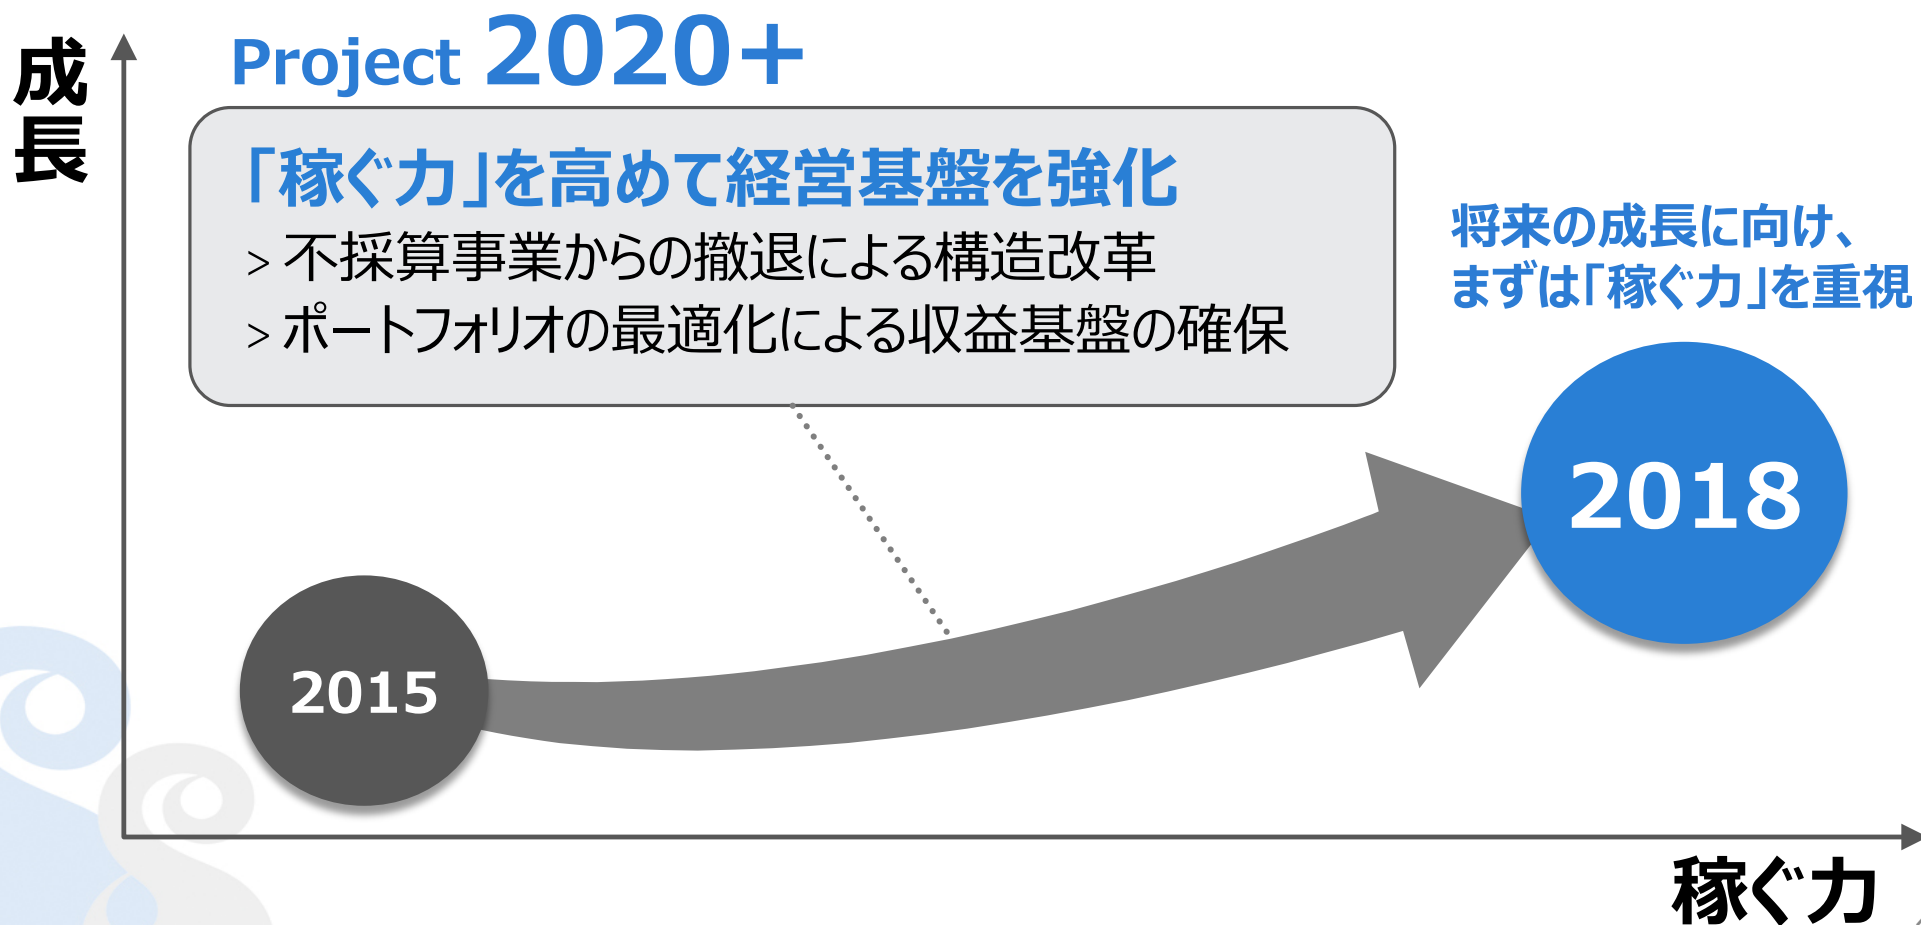 成長
Project 2020+
「稼ぐ力」を高めて経営基盤を強化
> 不採算事業からの撤退による構造改革
> ポートフォリオの最適化による収益基盤の確保
将来の成長に向け、
まずは「稼ぐ力」を重視
2018
2015
稼ぐ力